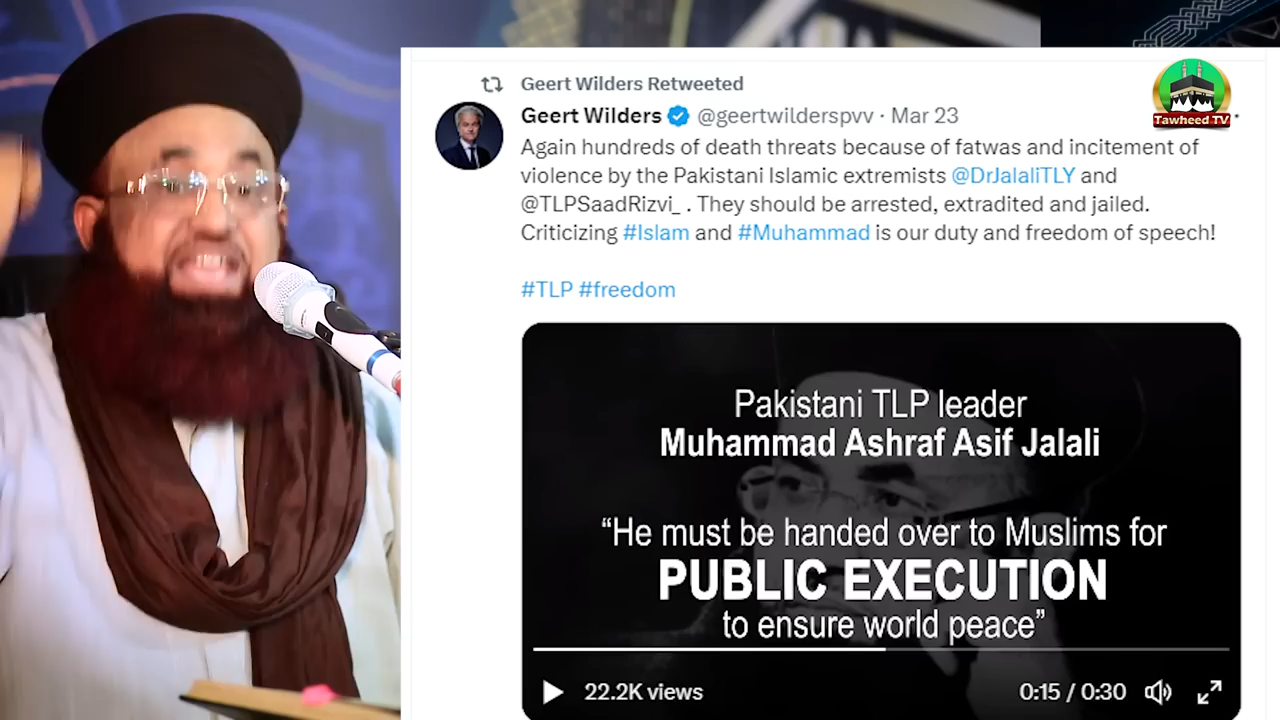 Geert Wilders Retweeted
Geert Wilders @geertwilderspvv · Mar 23
Tawheed TV
Again hundreds of death threats because of fatwas and incitement of
violence by the Pakistani Islamic extremists @DrJalaliTLY and
@TLPSaadRizvi_ . They should be arrested, extradited and jailed.
Criticizing #Islam and #Muhammad is our duty and freedom of speech!
#TLP #freedom
Pakistani TLP leader
Muhammad Ashraf Asif Jalali
“He must be handed over to Muslims for
PUBLIC EXECUTION
to ensure world peace”
22.2K views
0:15 / 0:30